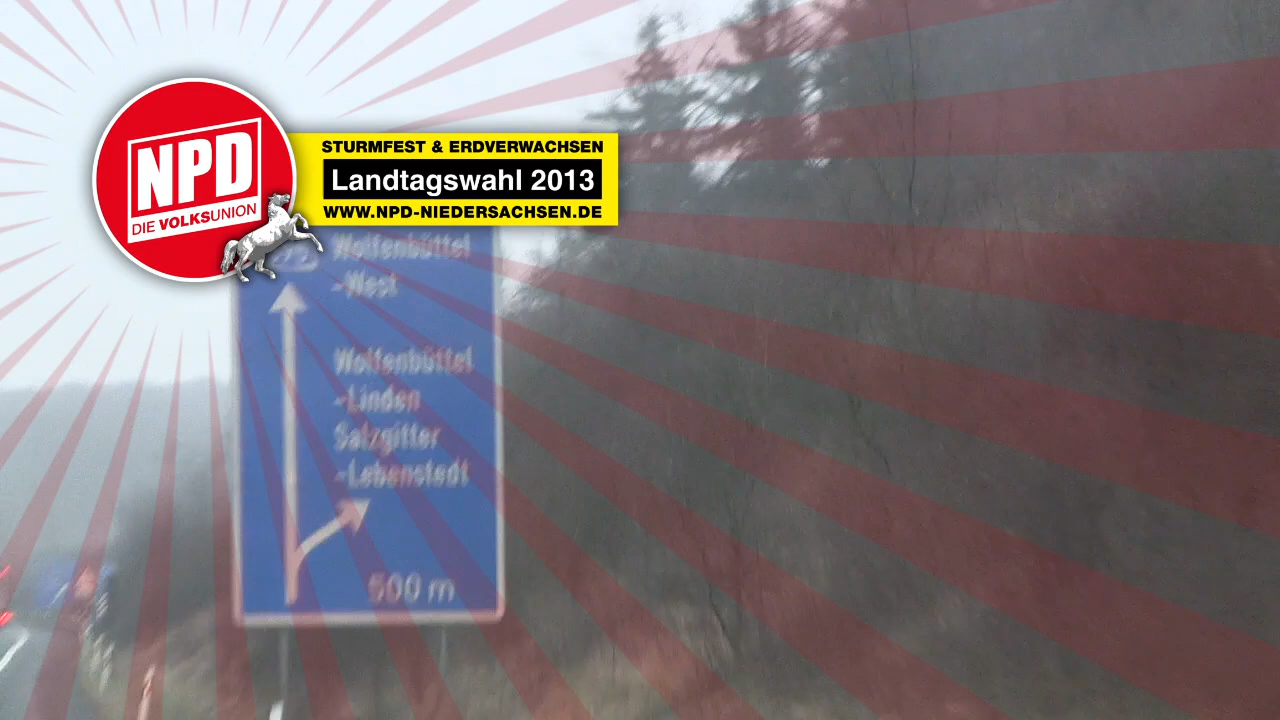 NPD
DIE VOLKSUNION
STURMFEST & ERDVERWACHSEN
Landtagswahl 2013
WWW.NPD-NIEDERSACHSEN.DE
Wolfenbüttel
-West
Wolfenbüttel
-Linden
Salzgitter
-Lebenstedt
500 m